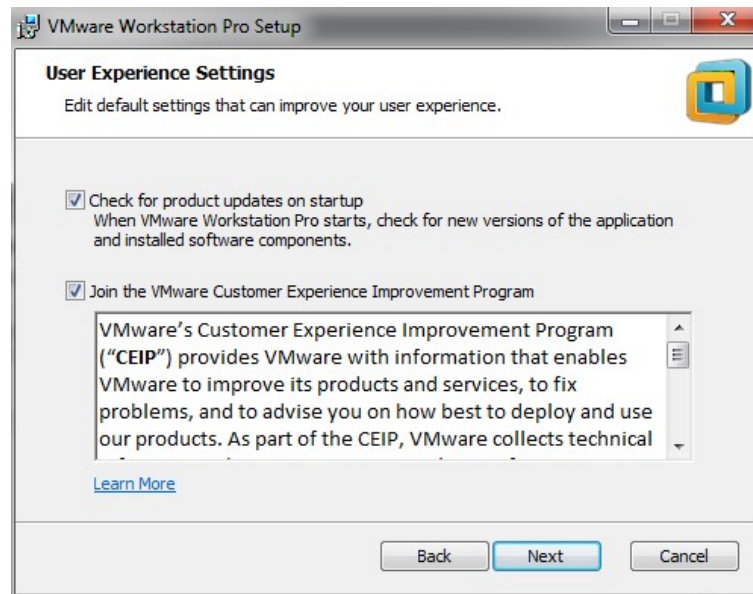 VMware Workstation Pro Setup
User Experience Settings
Edit default settings that can improve your user experience.
Check for product updates on startup
When VMware Workstation Pro starts, check for new versions of the application
and installed software components.
Join the VMware Customer Experience Improvement Program
VMware's Customer Experience Improvement Program
("CEIP") provides VMware with information that enables
VMware to improve its products and services, to fix
problems, and to advise you on how best to deploy and use
our products. As part of the CEIP, VMware collects technical
Learn More
Back
Next
Cancel